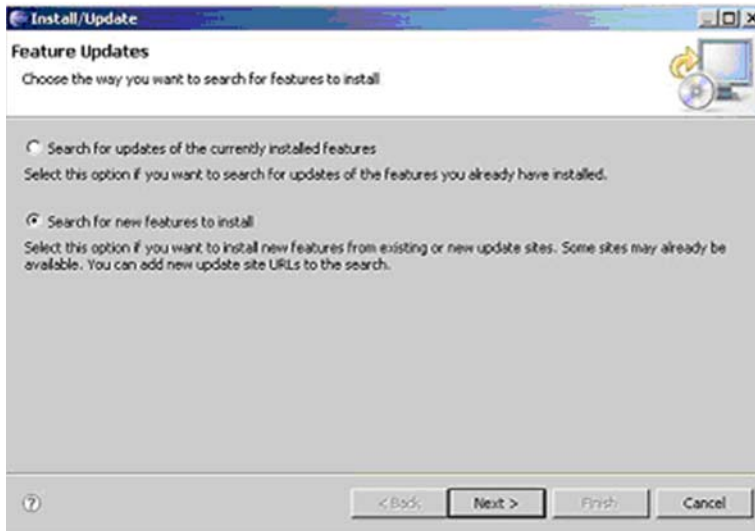 Install/Update
Feature Updates
Choose the way you want to search for features to install
Search for updates of the currently installed features
Select this option if you want to search for updates of the features you already have installed.
Search for new features to install
Select this option if you want to install new features from existing or new update sites. Some sites may already be
available. You can add new update site URLs to the search.
? < Back Next > Finish Cancel